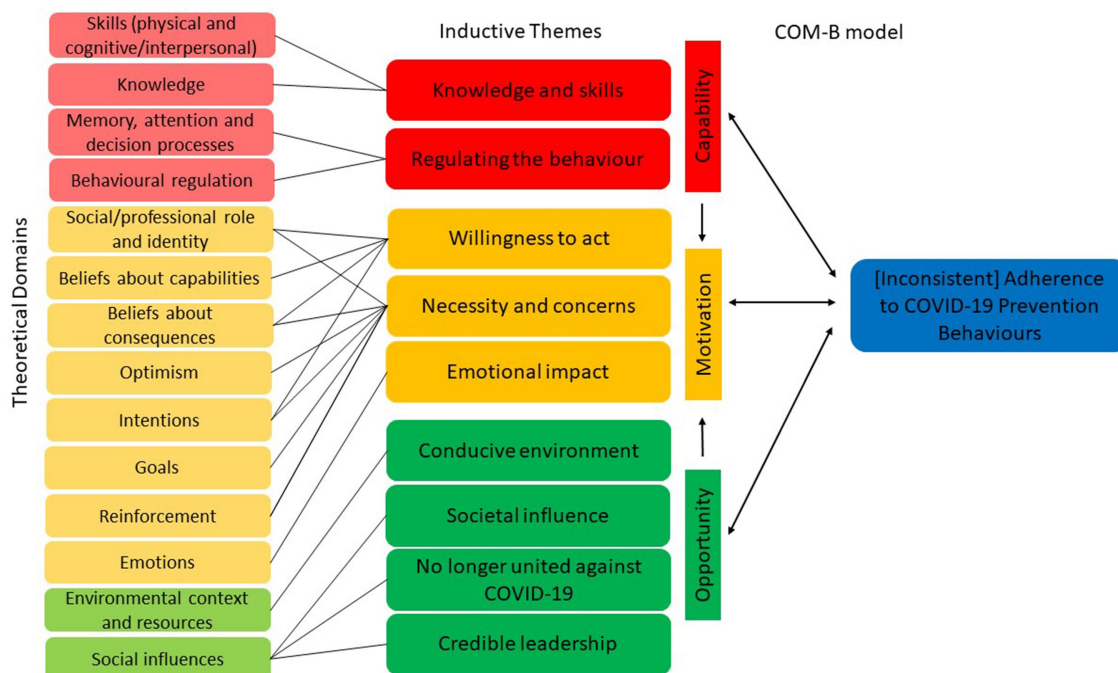 Theoretical Domains
Skills (physical and
cognitive/interpersonal)
Knowledge
Memory, attention and
decision processes
Behavioural regulation
Social/professional role
and identity
Beliefs about capabilities
Beliefs about
consequences
Optimism
Intentions
Goals
Reinforcement
Emotions
Environmental context
and resources
Social influences
Inductive Themes
Knowledge and skills
Regulating the behaviour
Willingness to act
Necessity and concerns
Emotional impact
Conducive environment
Societal influence
No longer united against
COVID-19
Credible leadership
COM-B model
Capability
Motivation
Opportunity
[Inconsistent] Adherence
to COVID-19 Prevention
Behaviours